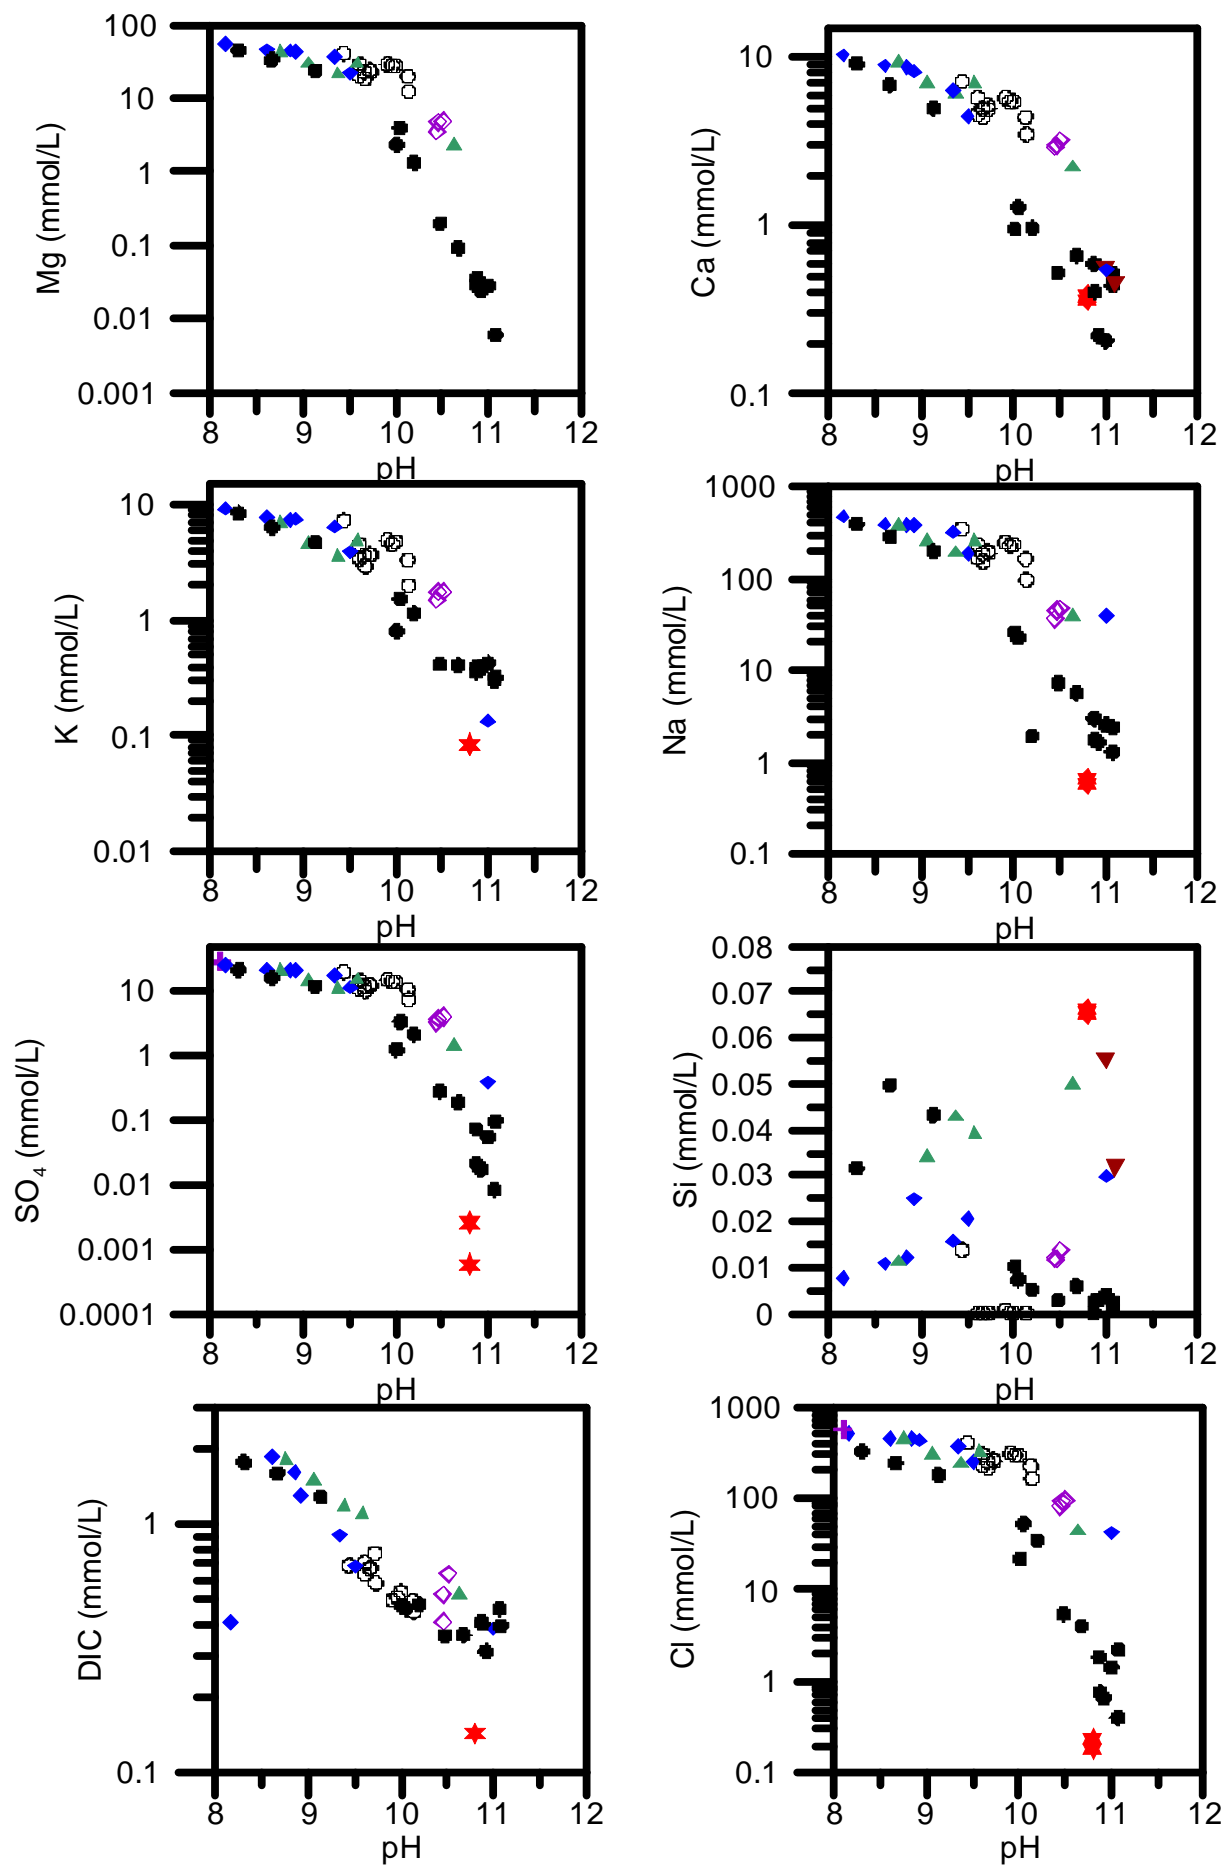 100
10
1
0.1
0.01
0.001
Mg (mmol/L)
8 9 10 11 12
pH
10
1
0.1
Ca (mmol/L)
8 9 10 11 12
pH
10
1
0.1
0.01
K (mmol/L)
8 9 10 11 12
pH
1000
100
10
1
0.1
Na (mmol/L)
8 9 10 11 12
pH
10
1
0.1
0.01
0.001
0.0001
SO4 (mmol/L)
8 9 10 11 12
pH
0.08
0.07
0.06
0.05
0.04
0.03
0.02
0.01
0
Si (mmol/L)
8 9 10 11 12
pH
1
0.1
DIC (mmol/L)
8 9 10 11 12
pH
1000
100
10
1
0.1
Cl (mmol/L)
8 9 10 11 12
pH